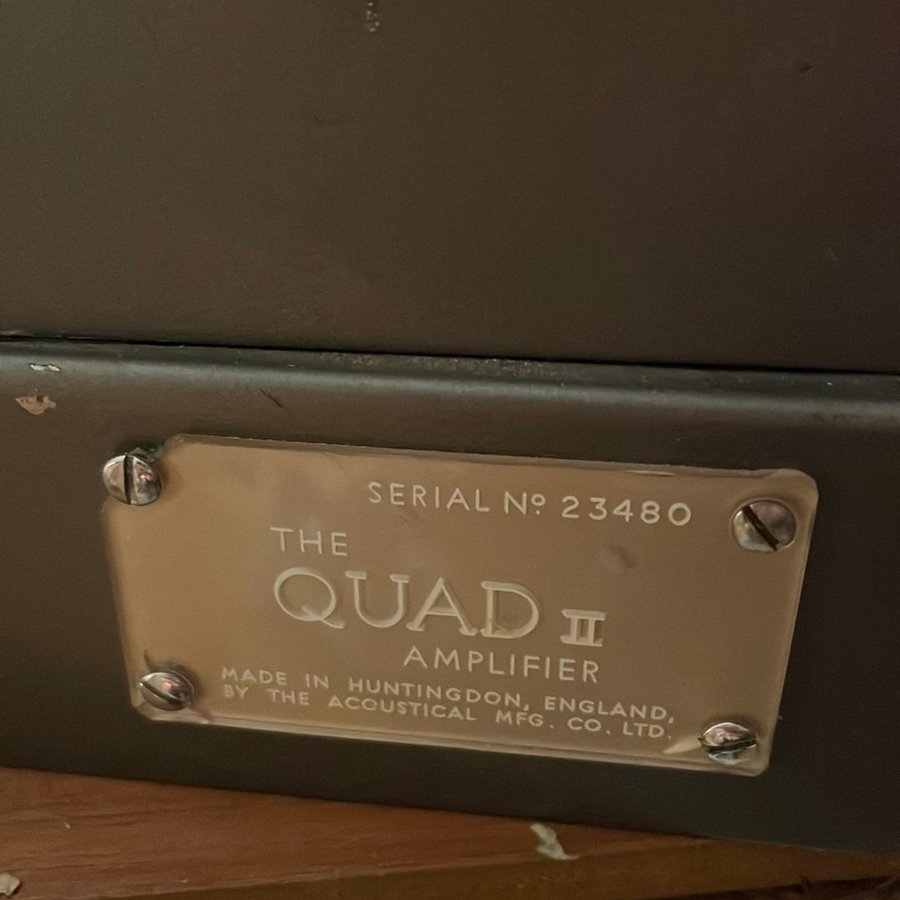 SERIAL Nº 23480
THE
QUAD II
AMPLIFIER
MADE IN HUNTINGDON, ENGLAND,
BY THE ACOUSTICAL MFG. CO. LTD.